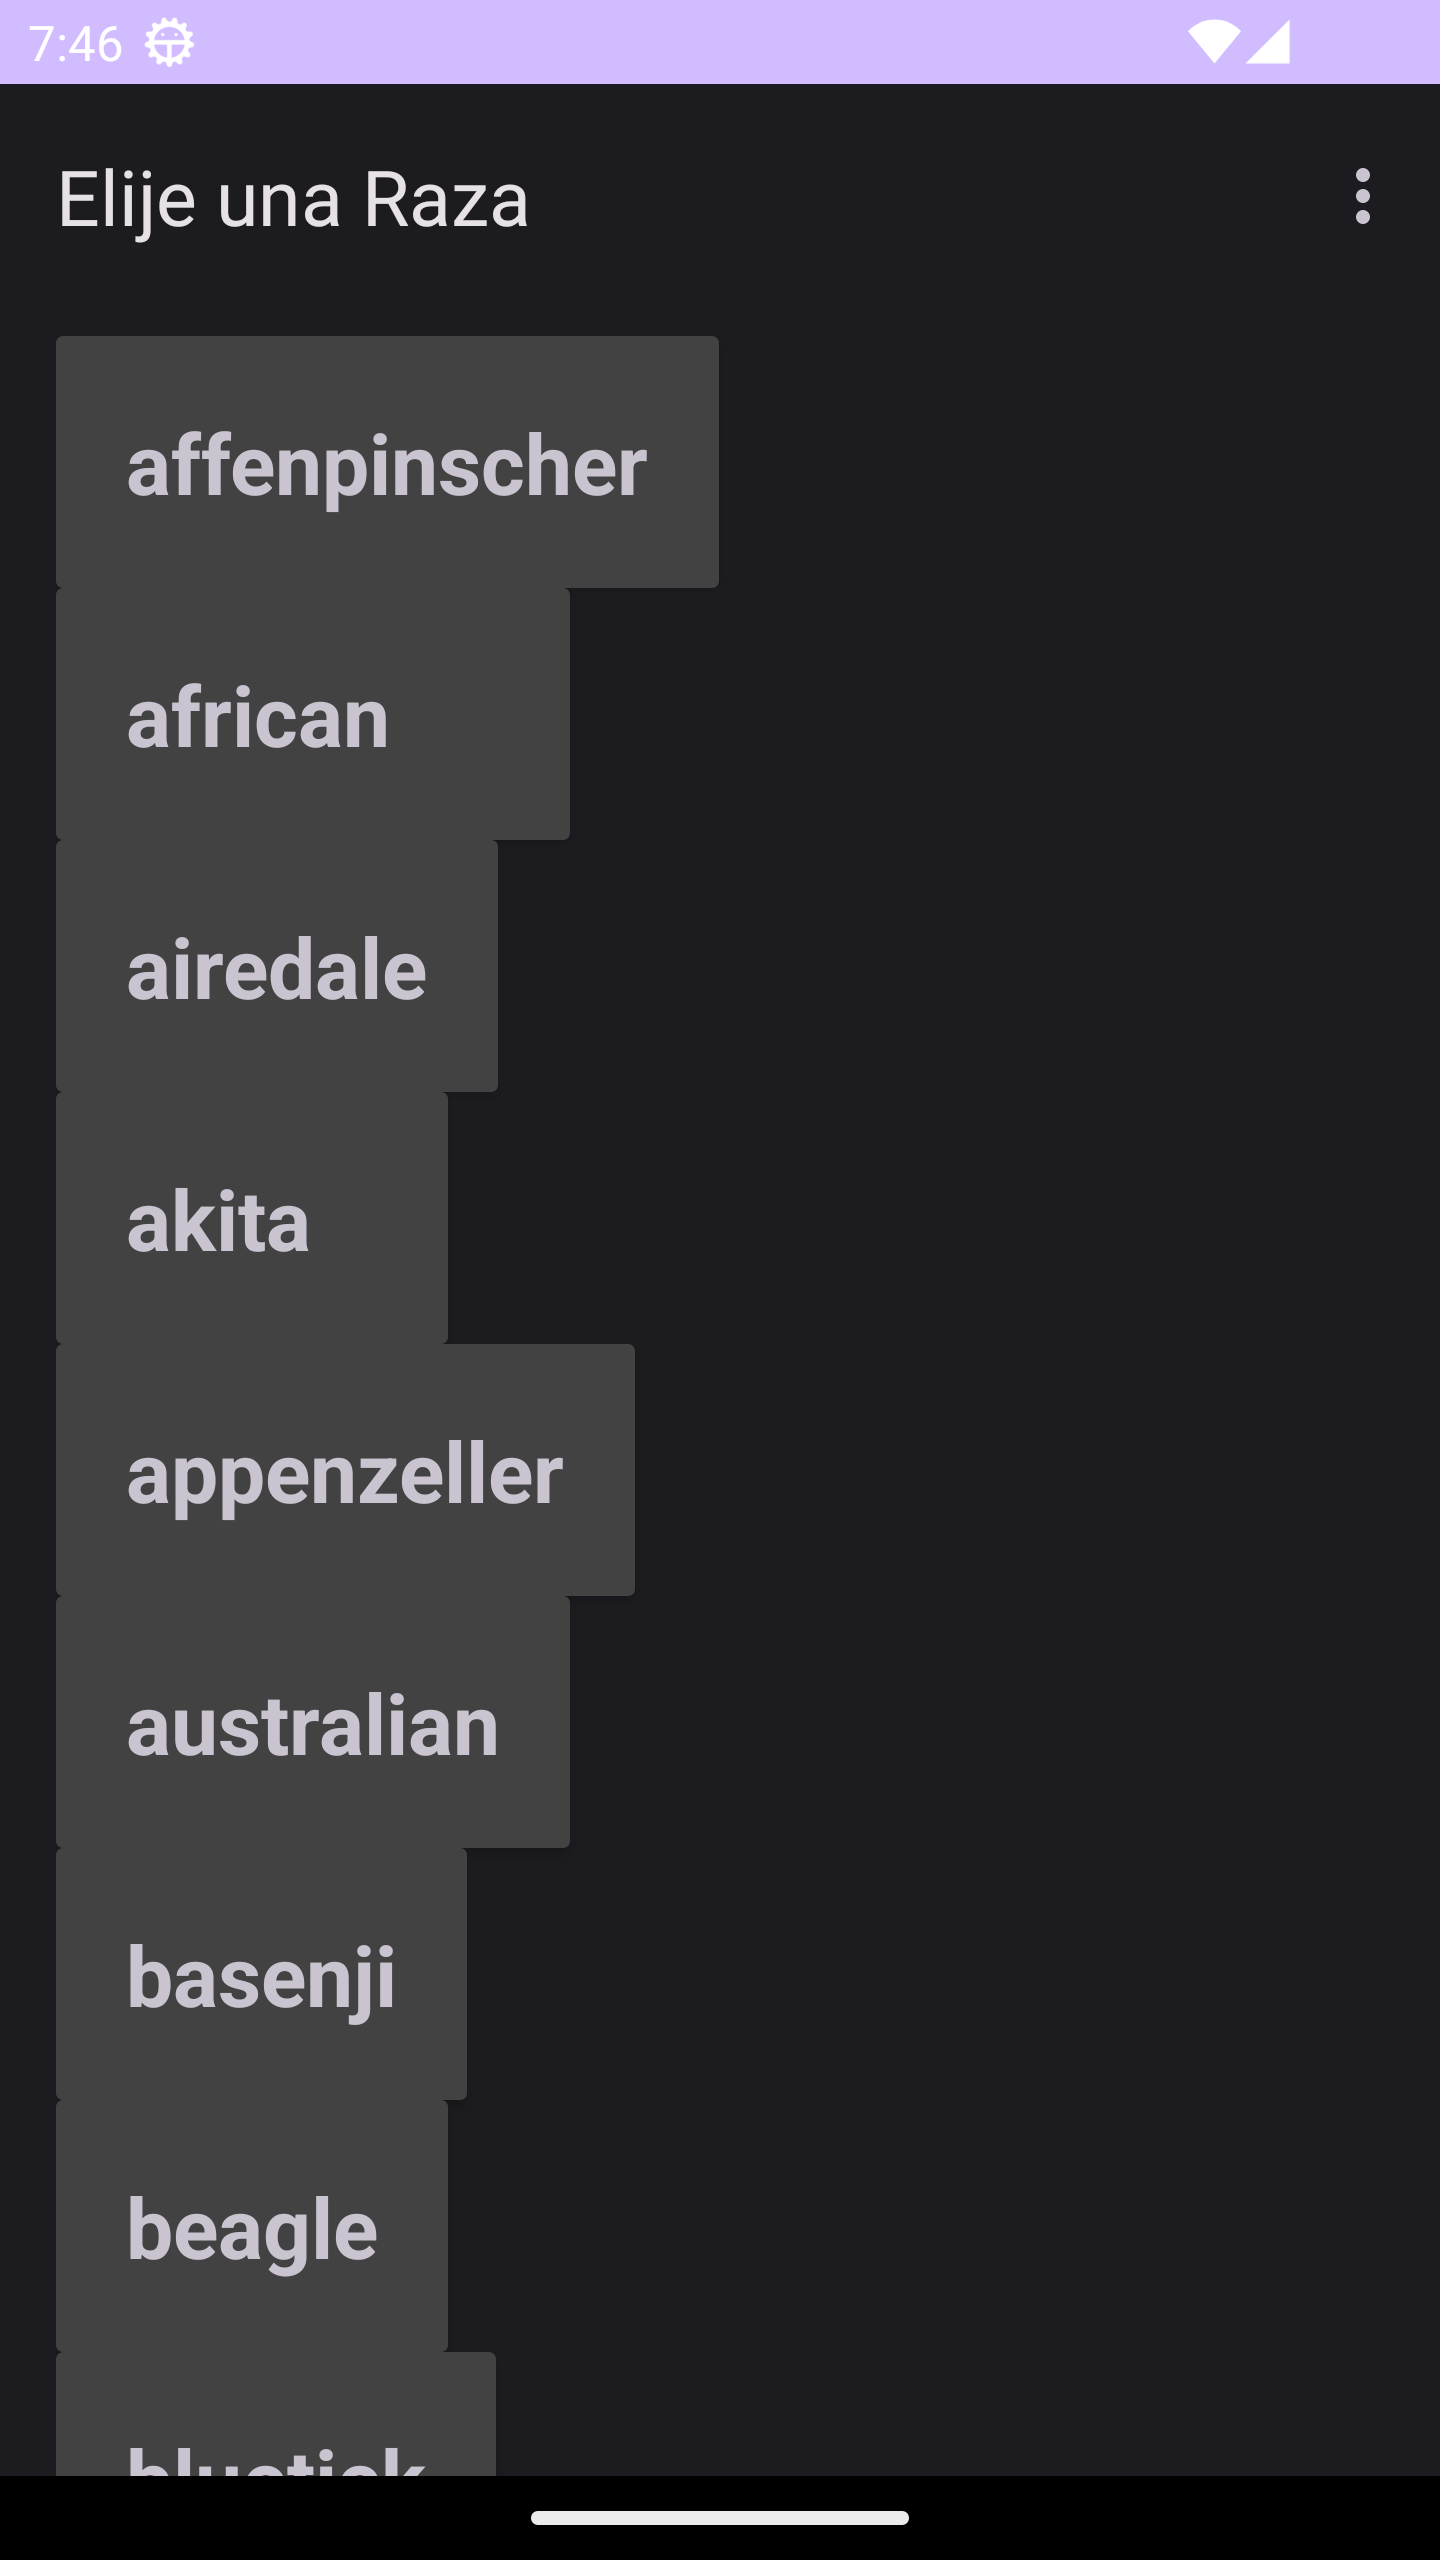 7:46
Elije una Raza
affenpinscher
african
airedale
akita
appenzeller
australian
basenji
beagle